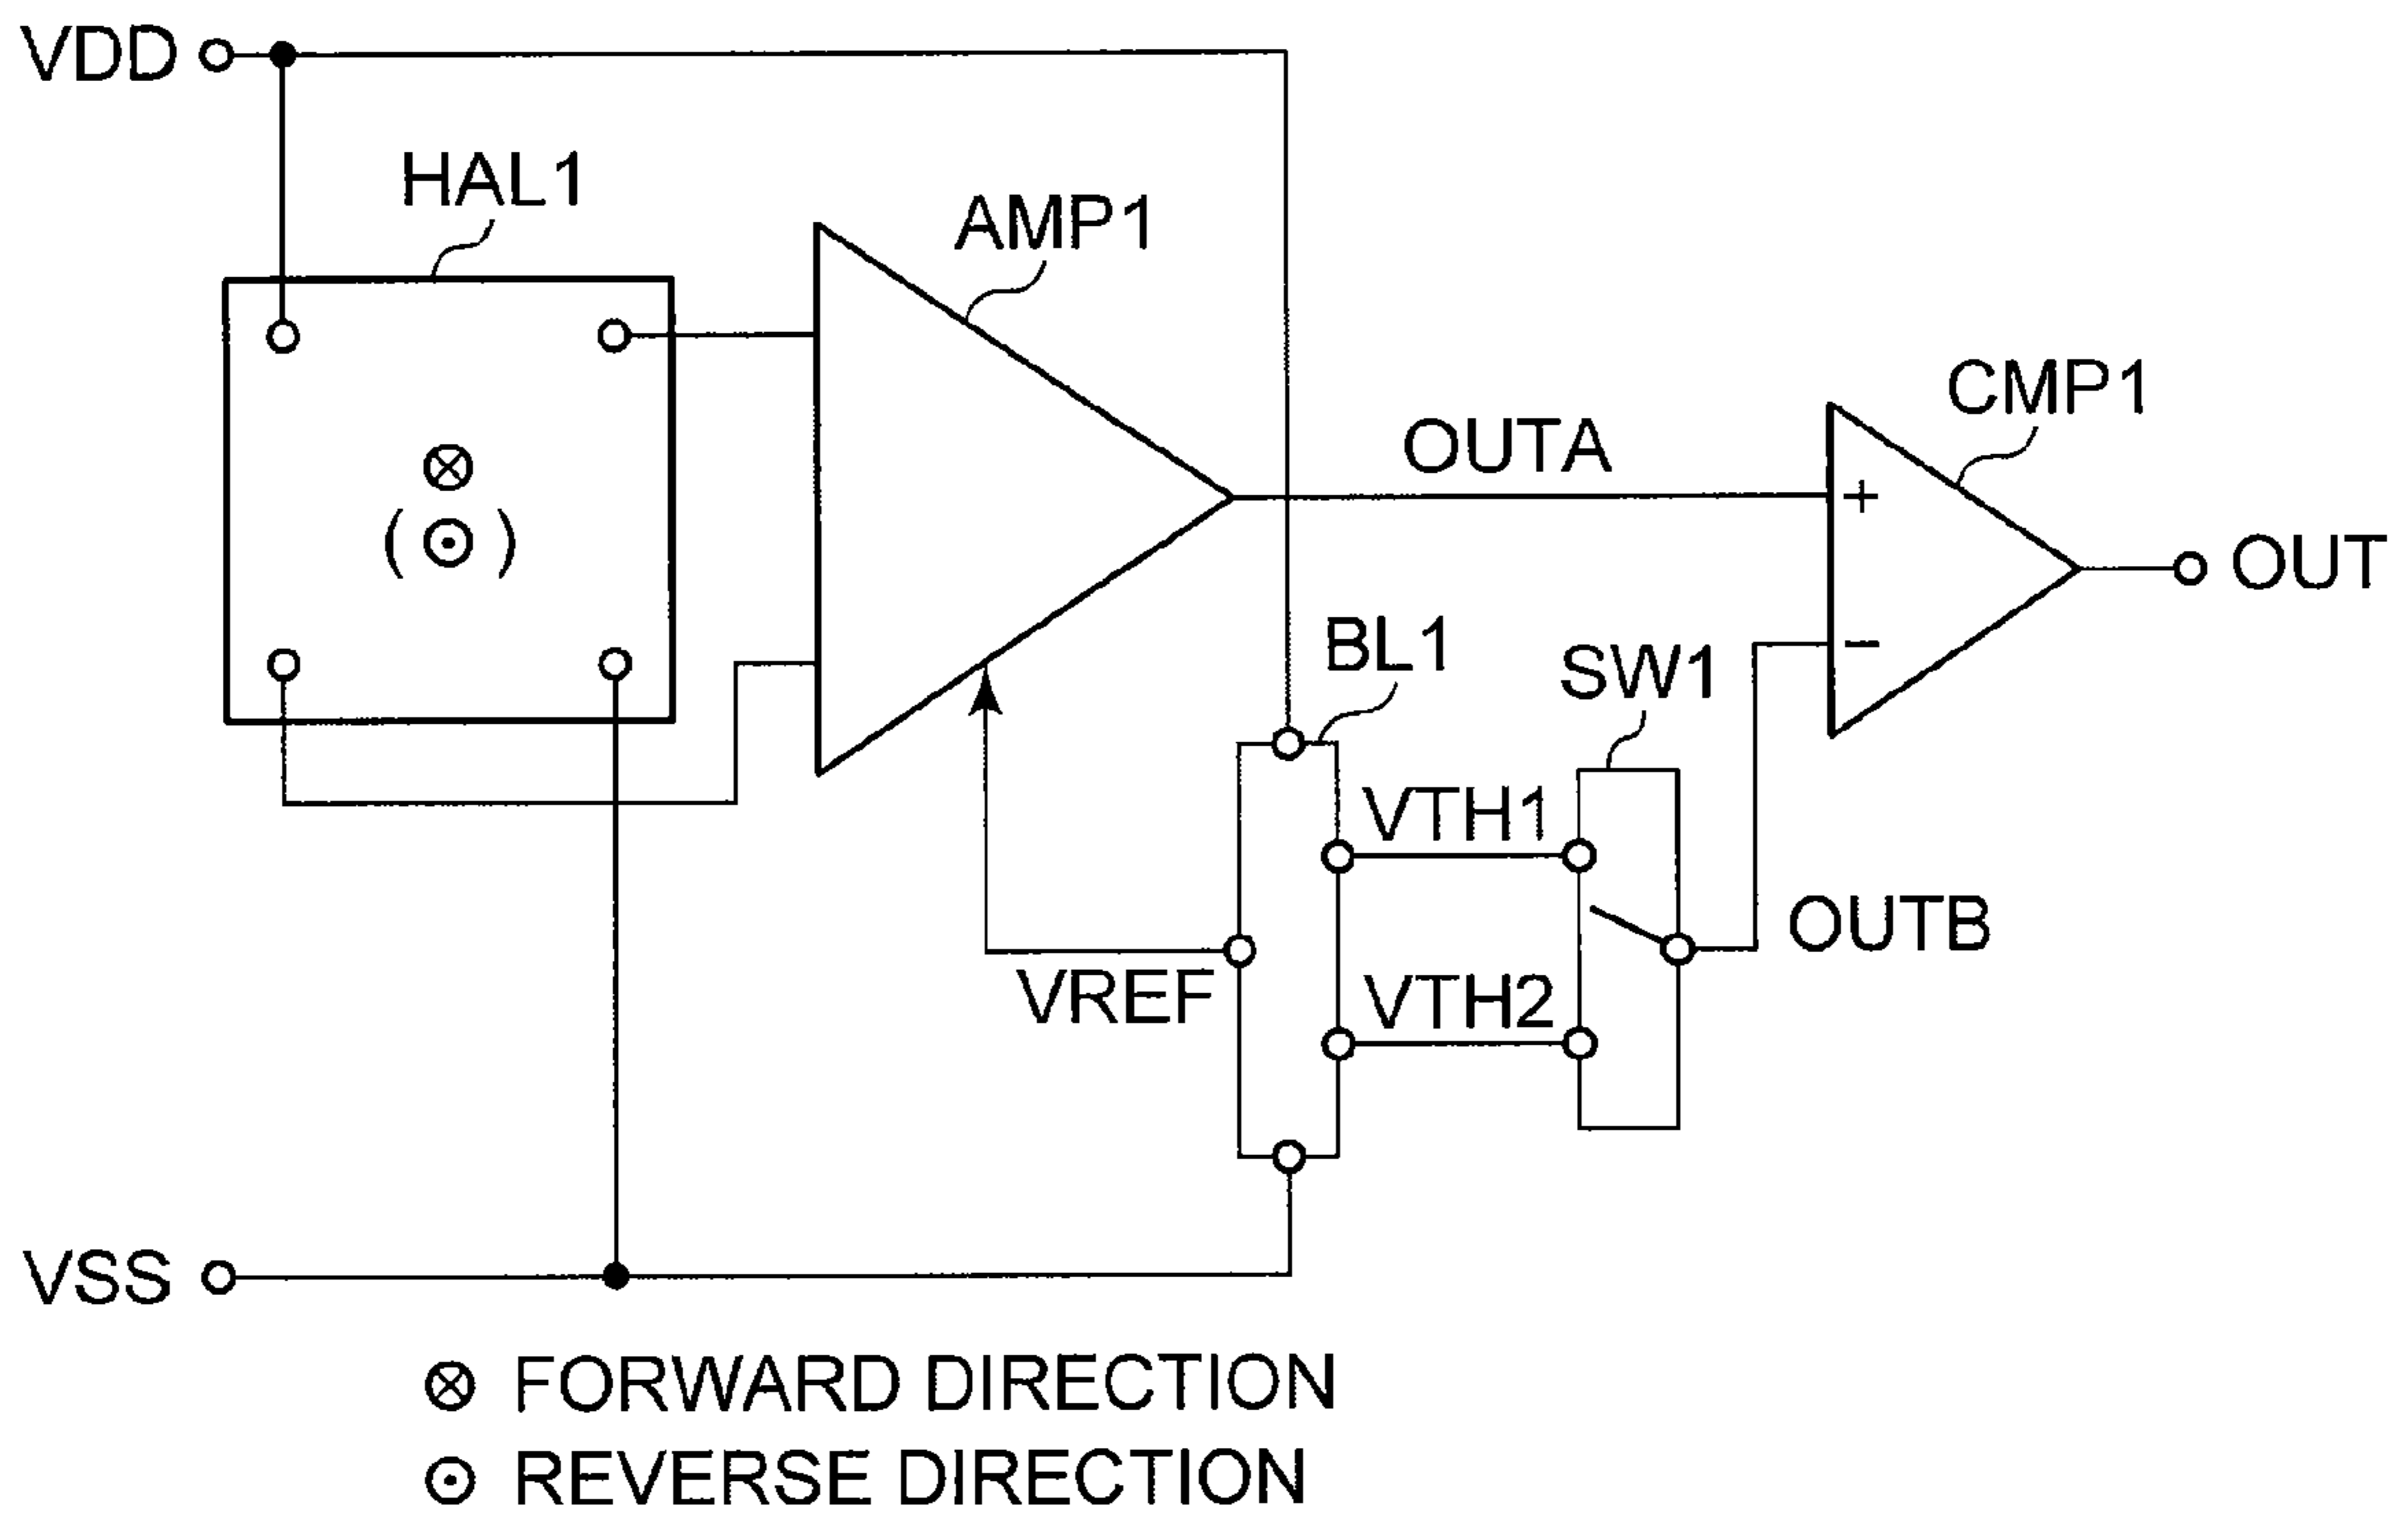 VDD
HAL1
AMP1
CMP1
OUTA
+
OUT
BL1
SW1
−
VTH1
OUTB
VREF
VTH2
VSS
⊗ FORWARD DIRECTION
⊙ REVERSE DIRECTION